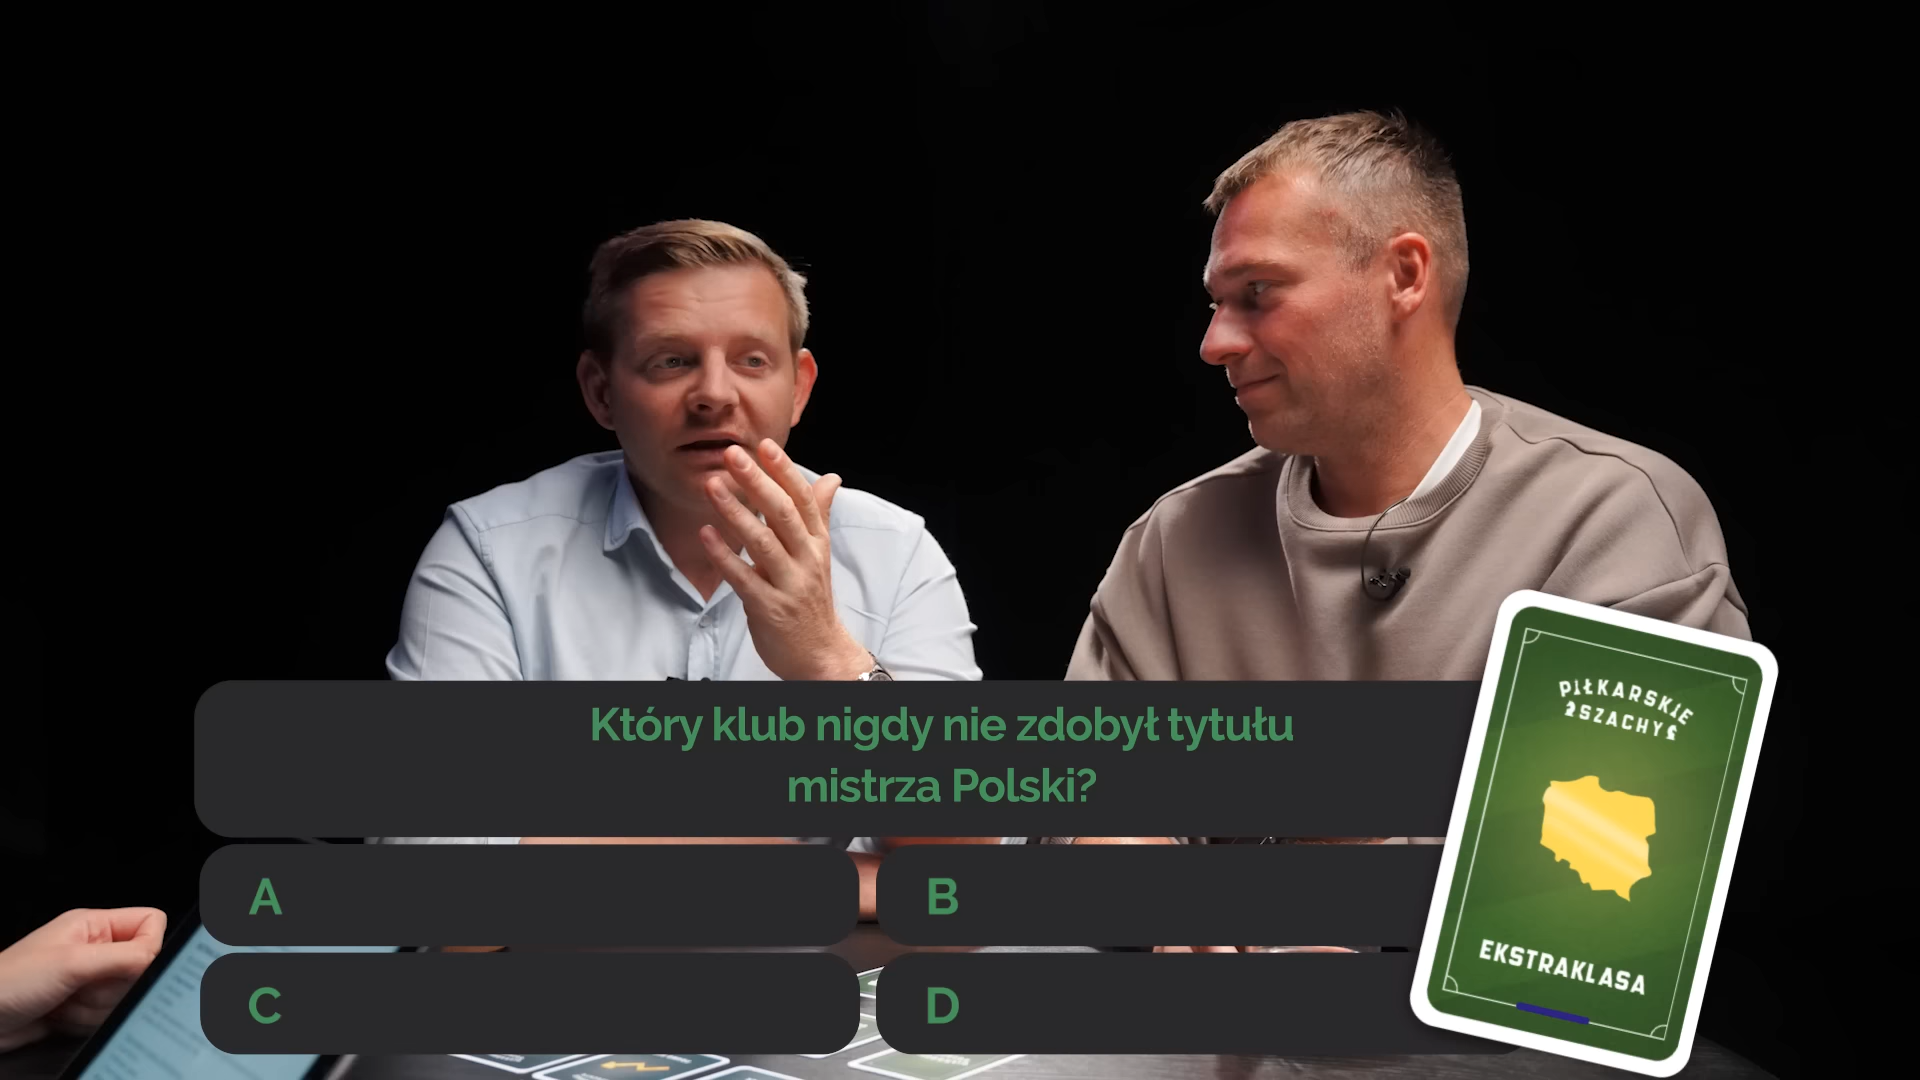 Który klub nigdy nie zdobył tytułu
mistrza Polski?
A
B
C
D
PIŁKARSKIE
SZACHY
EKSTRAKLASA